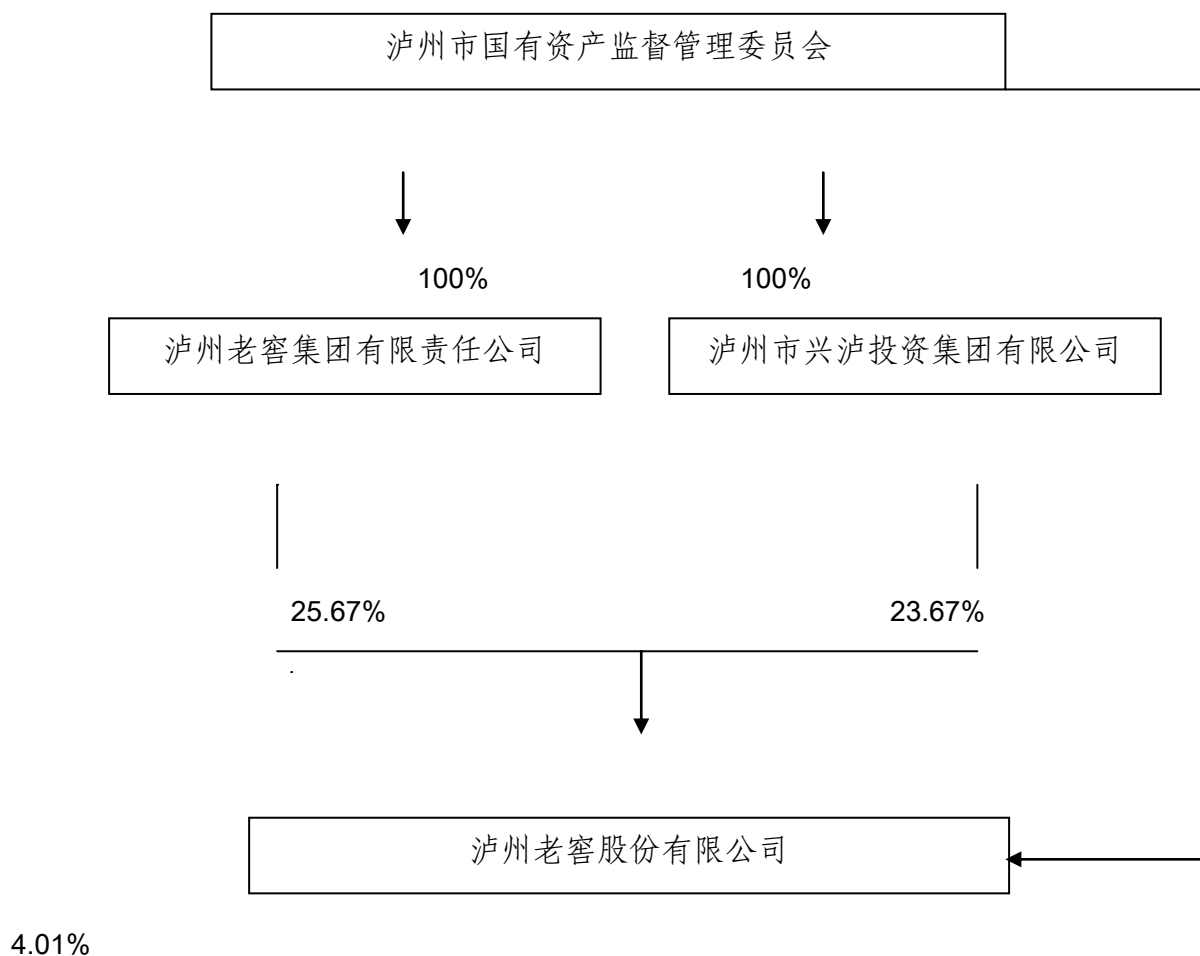 泸州市国有资产监督管理委员会
100% 100%
泸州老窖集团有限责任公司 泸州市兴泸投资集团有限公司
25.67% 23.67%
泸州老窖股份有限公司
4.01%